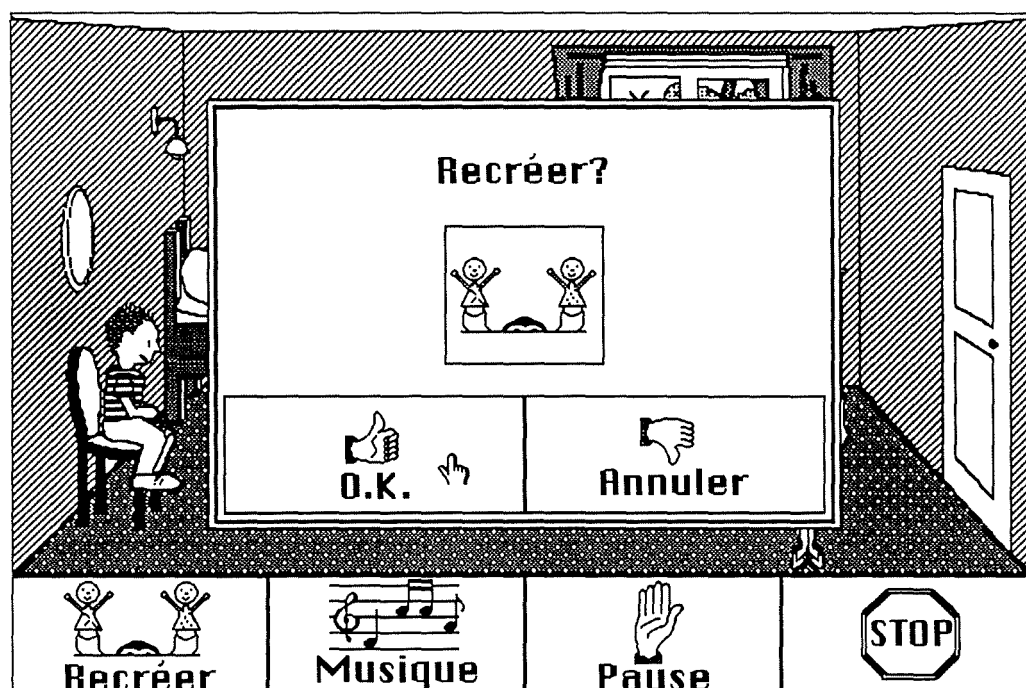 Recréer?
O.K.
Annuler
Recréer
Musique
Pause
STOP